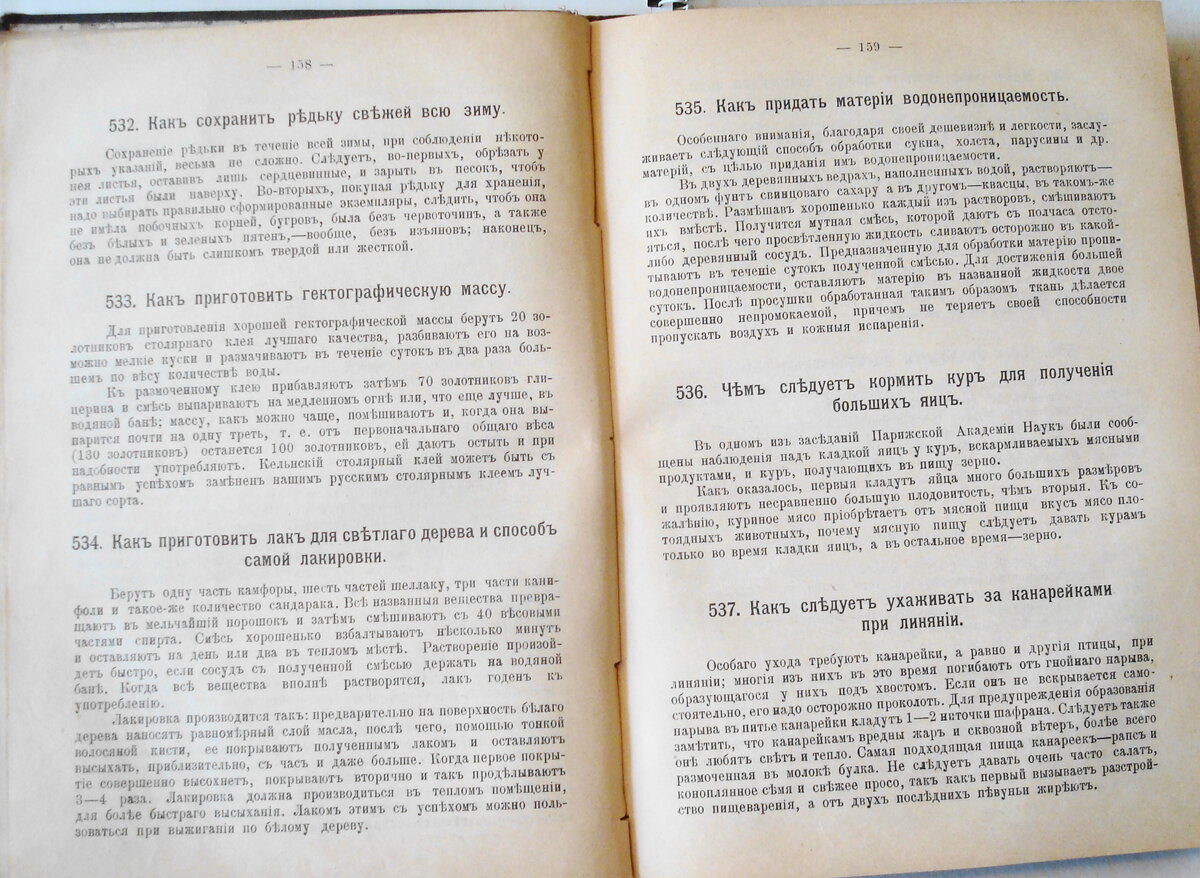 — 158 —
532. Какъ сохранить рѣдьку свѣжей всю зиму.
Сохраненіе рѣдьки въ теченіе всей зимы, при соблюденіи нѣкото-
рыхъ указаній, весьма не сложно. Слѣдуетъ, во-первыхъ, обрѣзать у
нея листья, оставивъ лишь сердцевинные, и зарыть въ песокъ, чтобъ
эти листья были наверху. Во-вторыхъ, покупая рѣдьку для храненія,
надо выбирать правильно сформированные экземпляры, слѣдить, чтобъ она
не имѣла побочныхъ корней, бугровъ, была безъ червоточинъ, а также
безъ бѣлыхъ и зеленыхъ пятенъ,—вообще, безъ изъяновъ; наконецъ,
она не должна быть слишкомъ твердой или жесткой.
533. Какъ приготовить гектографическую массу.
Для приготовленія хорошей гектографической массы берутъ 20 зо-
лотниковъ столярнаго клея лучшаго качества, разбиваютъ его на воз-
можно мелкіе куски и размачиваютъ въ теченіе сутокъ въ два раза боль-
шемъ по вѣсу количествѣ воды.
Къ размоченному клею прибавляютъ затѣмъ 70 золотниковъ гли-
церина и смѣсь выпариваютъ на медленномъ огнѣ или, что еще лучше, въ
водяной банѣ; массу, какъ можно чаще, помѣшиваютъ и, когда она вы-
парится почти на одну треть, т. е. отъ первоначальнаго общаго вѣса
(130 золотниковъ) останется 100 золотниковъ, ей даютъ остыть и при
надобности употребляютъ. Кельнскій столярный клей можетъ быть съ
равнымъ успѣхомъ замѣненъ нашимъ русскимъ столярнымъ клеемъ луч-
шаго сорта.
534. Какъ приготовить лакъ для свѣтлаго дерева и способъ
самой лакировки.
Берутъ одну часть камфоры, шесть частей шеллаку, три части кани-
фоли и такое-же количество сандарака. Всѣ названныя вещества превра-
щаютъ въ мельчайшій порошокъ и затѣмъ смѣшиваютъ съ 40 вѣсовыми
частями спирта. Смѣсь хорошенько взбалтываютъ нѣсколько минутъ
и оставляютъ на день или два въ тепломъ мѣстѣ. Раствореніе произой-
детъ быстро, если сосудъ съ полученной смѣсью держать на водяной
банѣ. Когда всѣ вещества вполнѣ растворятся, лакъ годенъ къ
употребленію.
Лакировка производится такъ: предварительно на поверхность бѣлаго
дерева наносятъ равномѣрный слой масла, послѣ чего, помощью тонкой
волосяной кисти, ее покрываютъ полученнымъ лакомъ и оставляютъ
высыхать, приблизительно, съ часъ и даже больше. Когда первое покры-
тіе совершенно высохнетъ, покрываютъ вторично и такъ продѣлываютъ
3—4 раза. Лакировка должна производиться въ тепломъ помѣщеніи,
для болѣе быстраго высыханія. Лакомъ этимъ съ успѣхомъ можно поль-
зоваться при выжиганіи по бѣлому дереву.
— 159 —
535. Какъ придать матеріи водонепроницаемость.
Особеннаго вниманія, благодаря своей дешевизнѣ и легкости, заслу-
живаетъ слѣдующій способъ обработки сукна, холста, парусины и др.
матерій, съ цѣлью приданія имъ водонепроницаемости.
Въ двухъ деревянныхъ ведрахъ, наполненныхъ водой, растворяютъ—
въ одномъ фунтъ свинцоваго сахару а въ другомъ—квасцы, въ такомъ-же
количествѣ. Размѣшавъ хорошенько каждый изъ растворовъ, смѣшиваютъ
ихъ вмѣстѣ. Получится мутная смѣсь, которой даютъ съ полчаса отсто-
яться, послѣ чего просвѣтленную жидкость сливаютъ осторожно въ какой-
либо деревянный сосудъ. Предназначенную для обработки матерію пропи-
тываютъ въ теченіе сутокъ полученной смѣсью. Для достиженія большей
водонепроницаемости, оставляютъ матерію въ названной жидкости двое
сутокъ. Послѣ просушки обработанная такимъ образомъ ткань дѣлается
совершенно непромокаемой, причемъ не теряетъ своей способности
пропускать воздухъ и кожныя испаренія.
536. Чѣмъ слѣдуетъ кормить куръ для полученія
большихъ яицъ.
Въ одномъ изъ засѣданій Парижской Академіи Наукъ были сооб-
щены наблюденія надъ кладкой яицъ у куръ, вскармливаемыхъ мясными
продуктами, и куръ, получающихъ въ пищу зерно.
Какъ оказалось, первыя кладутъ яйца много большихъ размѣровъ
и проявляютъ несравненно большую плодовитость, чѣмъ вторыя. Къ со-
жалѣнію, куриное мясо пріобрѣтаетъ отъ мясной пищи вкусъ мясо пло-
тоядныхъ животныхъ, почему мясную пищу слѣдуетъ давать курамъ
только во время кладки яицъ, а въ остальное время—зерно.
537. Какъ слѣдуетъ ухаживать за канарейками
при линяніи.
Особаго ухода требуютъ канарейки, а равно и другія птицы, при
линяніи; многія изъ нихъ въ это время погибаютъ отъ гнойнаго нарыва,
образующагося у нихъ подъ хвостомъ. Если онъ не вскрывается само-
стоятельно, его надо осторожно проколоть. Для предупрежденія образованія
нарыва въ питье канарейки кладутъ 1—2 ниточки шафрана. Слѣдуетъ также
замѣтить, что канарейкамъ вредны жаръ и сквозной вѣтеръ, болѣе всего
онѣ любятъ свѣтъ и тепло. Самая подходящая пища канареекъ—рапсъ и
размоченная въ молокѣ булка. Не слѣдуетъ давать очень часто салатъ,
конопляное сѣмя и свѣжее просо, такъ какъ первый вызываетъ разстрой-
ство пищеваренія, а отъ двухъ послѣднихъ пѣвуньи жирѣютъ.